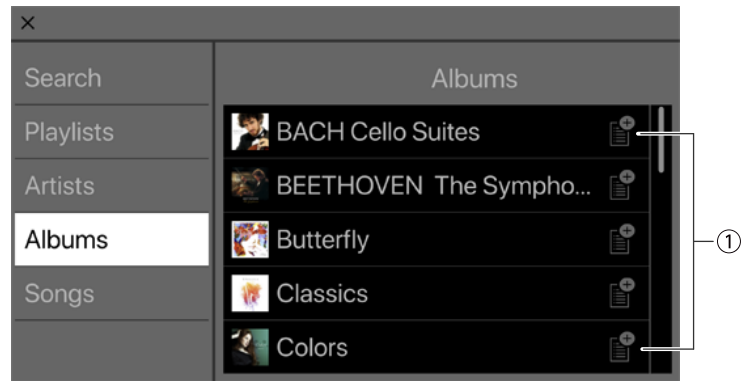 ×
Search
Playlists
Artists
Albums
Songs
Albums
BACH Cello Suites
BEETHOVEN The Sympho...
Butterfly
Classics
Colors
①